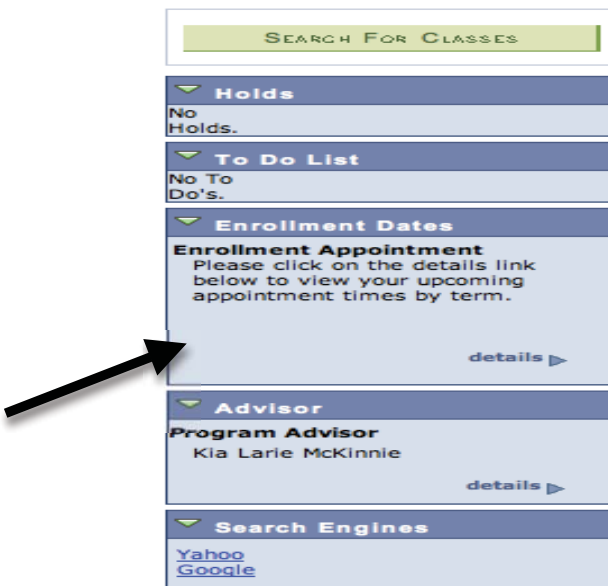 SEARCH FOR CLASSES
Holds
No
Holds.
To Do List
No To
Do's.
Enrollment Dates
Enrollment Appointment
Please click on the details link
below to view your upcoming
appointment times by term.
details
Advisor
Program Advisor
Kia Larie McKinnie
details
Search Engines
Yahoo
Google